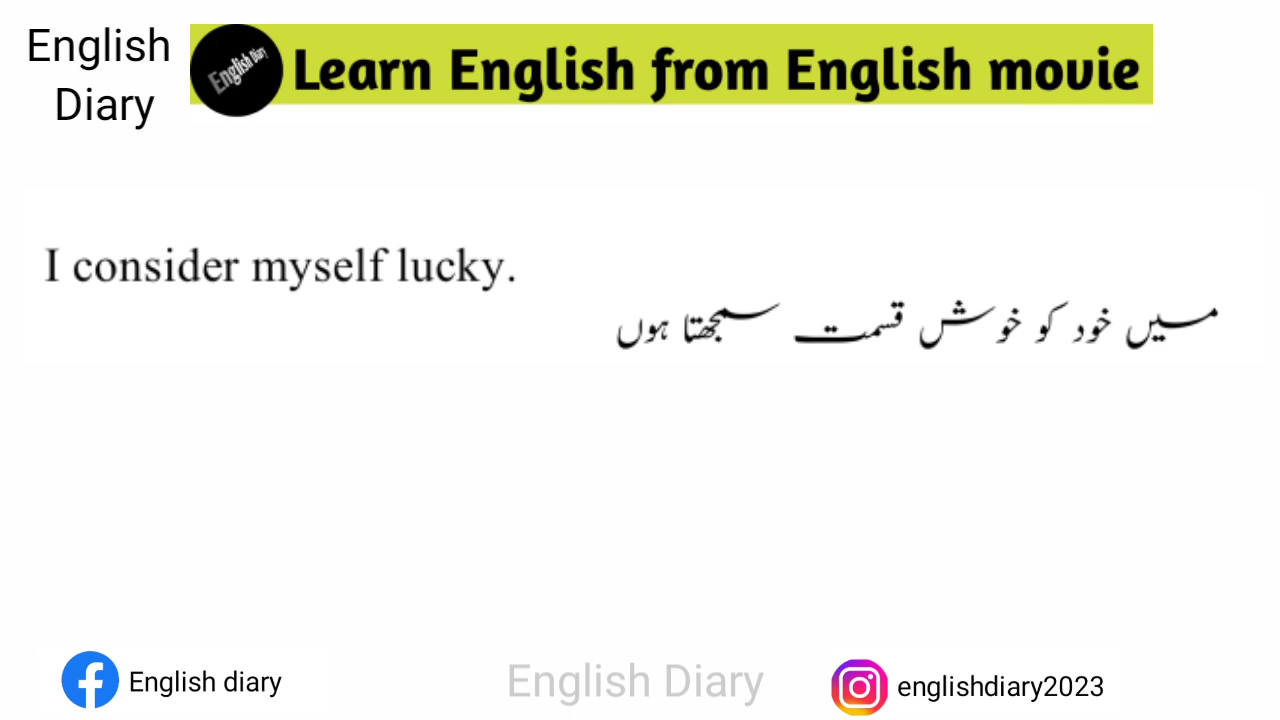 English
Diary
English Diary
Learn English from English movie
I consider myself lucky.
میں خود کو خوش قسمت سمجھتا ہوں
English diary
English Diary
englishdiary2023